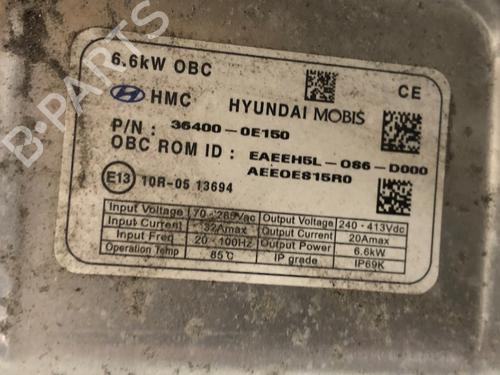 6.6kW OBC
CE
HMC HYUNDAI MOBIS
P/N : 36400-0E150
OBC ROM ID : EAEEH5L-086-D000
AEEOES15R0
E13 10R-05 13694
Input Voltage 70-285Vac Output Voltage 240-413Vdc
Input Current 32Amax Output Current 20Amax
Input Freq 20-100Hz Output Power 6.6kW
Operation Temp 85℃ IP grade IP69K
B-PARTS